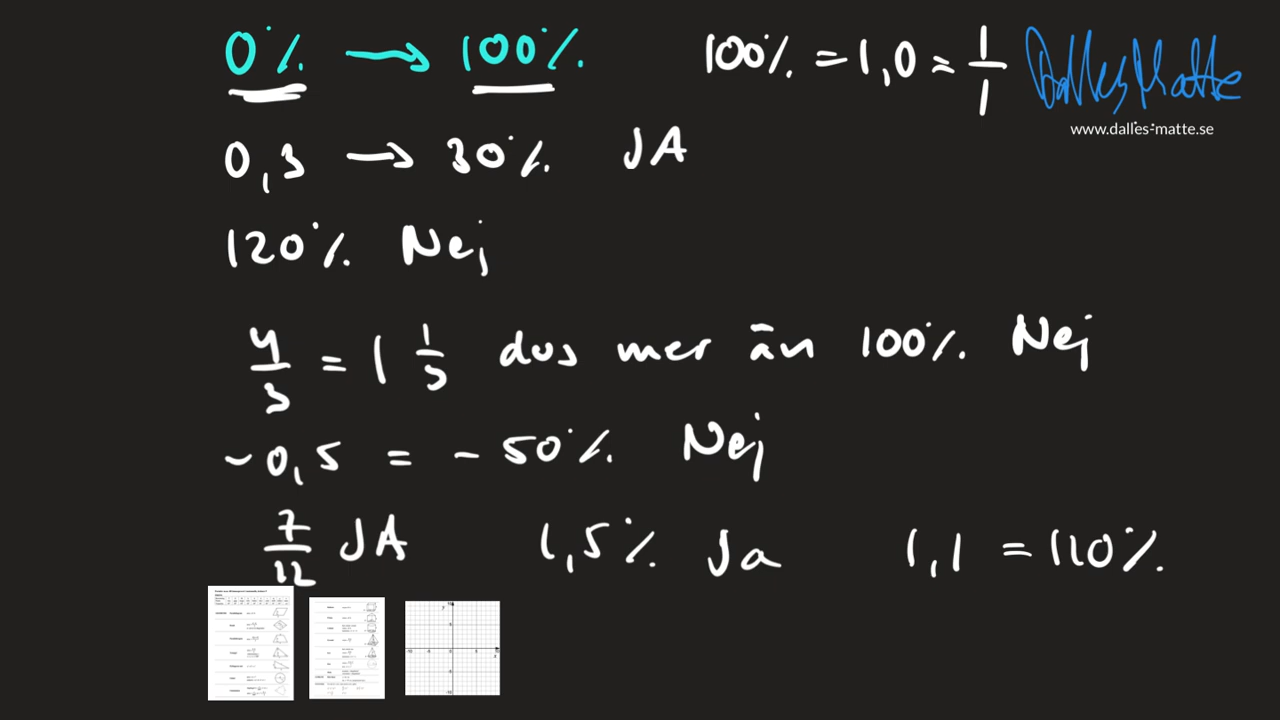 0% → 100% 100% = 1,0 = 1/1 Dalles Matte
www.dalles-matte.se
0,3 → 30% JA
120% Nej
4/3 = 1 1/3 dvs mer än 100% Nej
-0,5 = -50% Nej
7/12 JA 1,5% Ja 1,1 = 110%